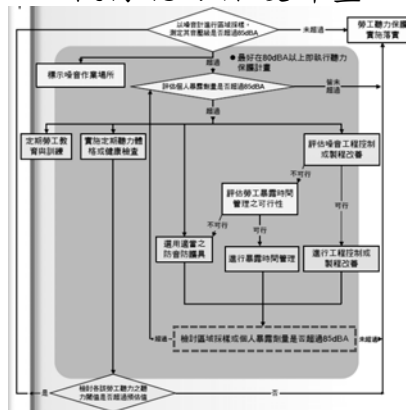 以噪音計進行區域採樣，
測定其音壓級是否超過85dBA
未超過
勞工聽力保護
實施落實
超過
標示噪音作業場所
● 最好在80dBA以上即執行聽力
保護計畫
評估個人暴露劑量是否超過85dBA
皆未
超過
超過
定期勞工教
育與訓練
實施定期聽力體
格或健康檢查
評估噪音工程控制
或製程改善
不可行
評估勞工暴露時間
管理之可行性
可行
不可行
可行
選用適當之
防音防護具
進行暴露時間管理
進行工程控制或
製程改善
超過
檢討區域採樣或個人暴露劑量是否超過85dBA
未超過
是
檢討各該勞工聽力之聽
力閾值是否超過預估值
否